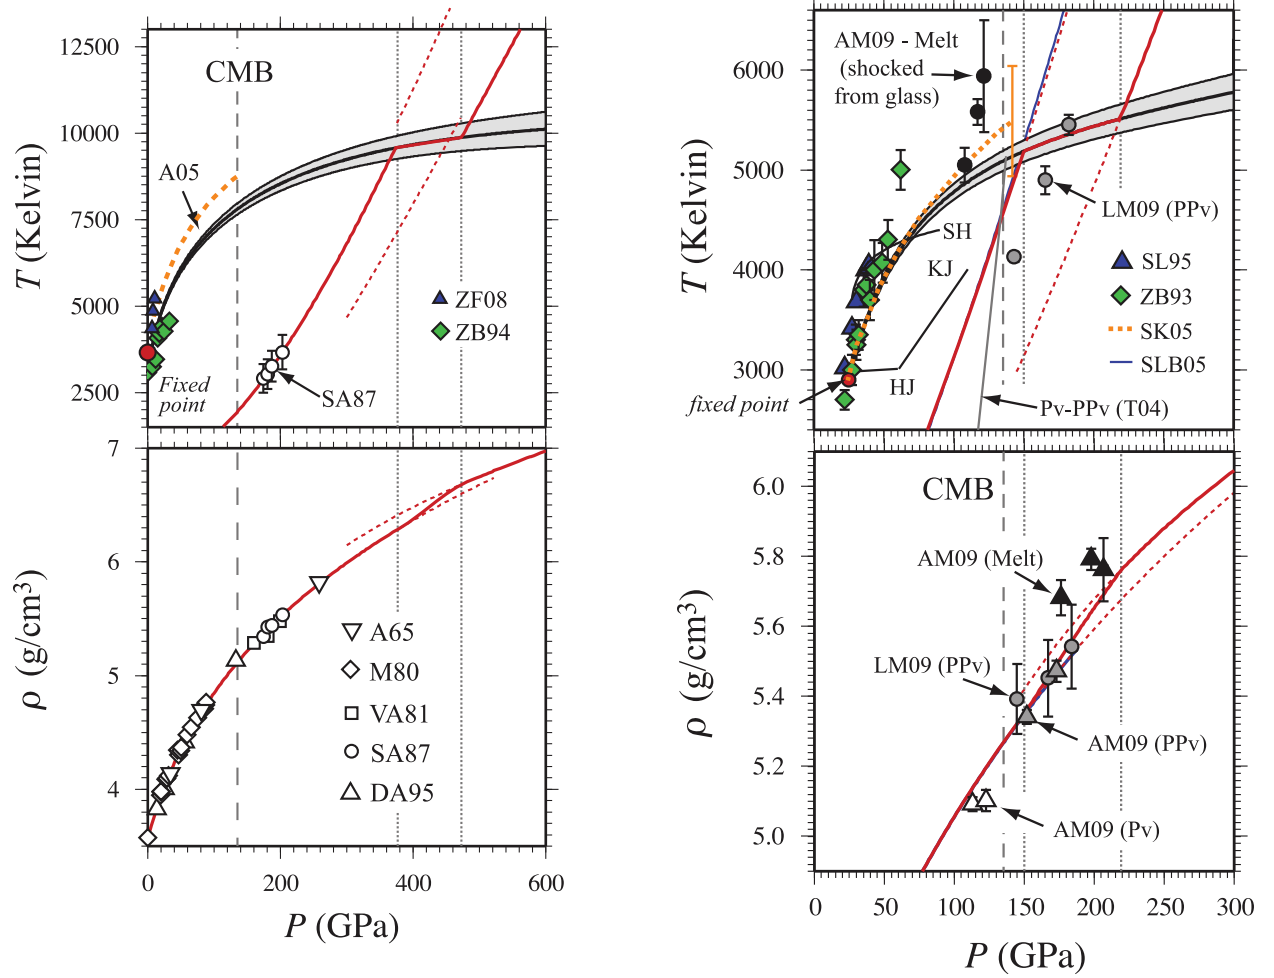 12500
10000
7500
5000
2500
T (Kelvin)
CMB
A05
ZF08
ZB94
Fixed
point
SA87
7
6
5
4
ρ (g/cm³)
A65
M80
VA81
SA87
DA95
0
200
400
600
P (GPa)
6000
5000
4000
3000
T (Kelvin)
AM09 - Melt
(shocked
from glass)
LM09 (PPv)
SH
KJ
HJ
SL95
ZB93
SK05
SLB05
fixed point
Pv-PPv (T04)
6.0
5.8
5.6
5.4
5.2
5.0
ρ (g/cm³)
CMB
AM09 (Melt)
LM09 (PPv)
AM09 (PPv)
AM09 (Pv)
0
50
100
150
200
250
300
P (GPa)